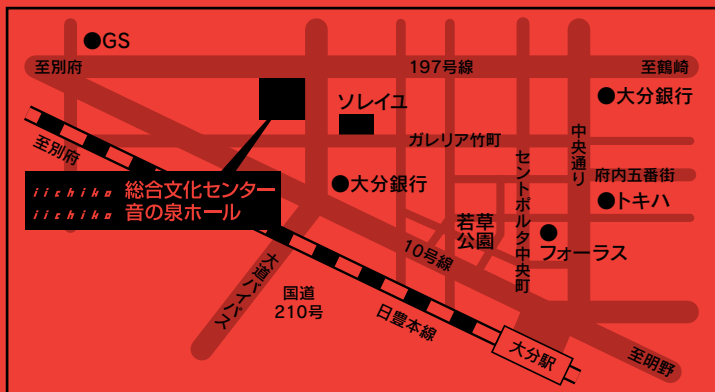 ●GS
至別府
197号線
至鶴崎
ソレイユ
●大分銀行
ガレリア竹町
中央通り
至別府
セントポルタ中央町
府内五番街
iichiko 総合文化センター
iichiko 音の泉ホール
●大分銀行
●トキハ
若草
公園
フォーラス
10号線
大道バイパス
国道
210号
日豊本線
大分駅
至明野